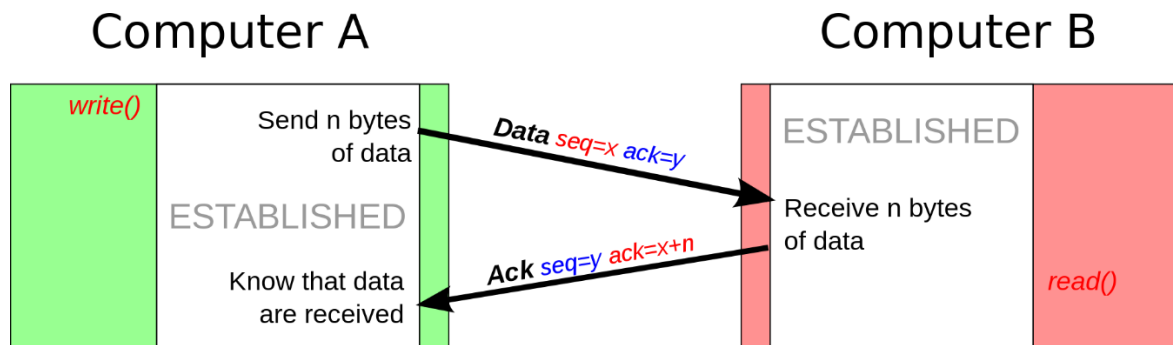 Computer A
Computer B
write()
Send n bytes
of data
Data seq=x ack=y
ESTABLISHED
ESTABLISHED
Receive n bytes
of data
Ack seq=y ack=x+n
Know that data
are received
read()